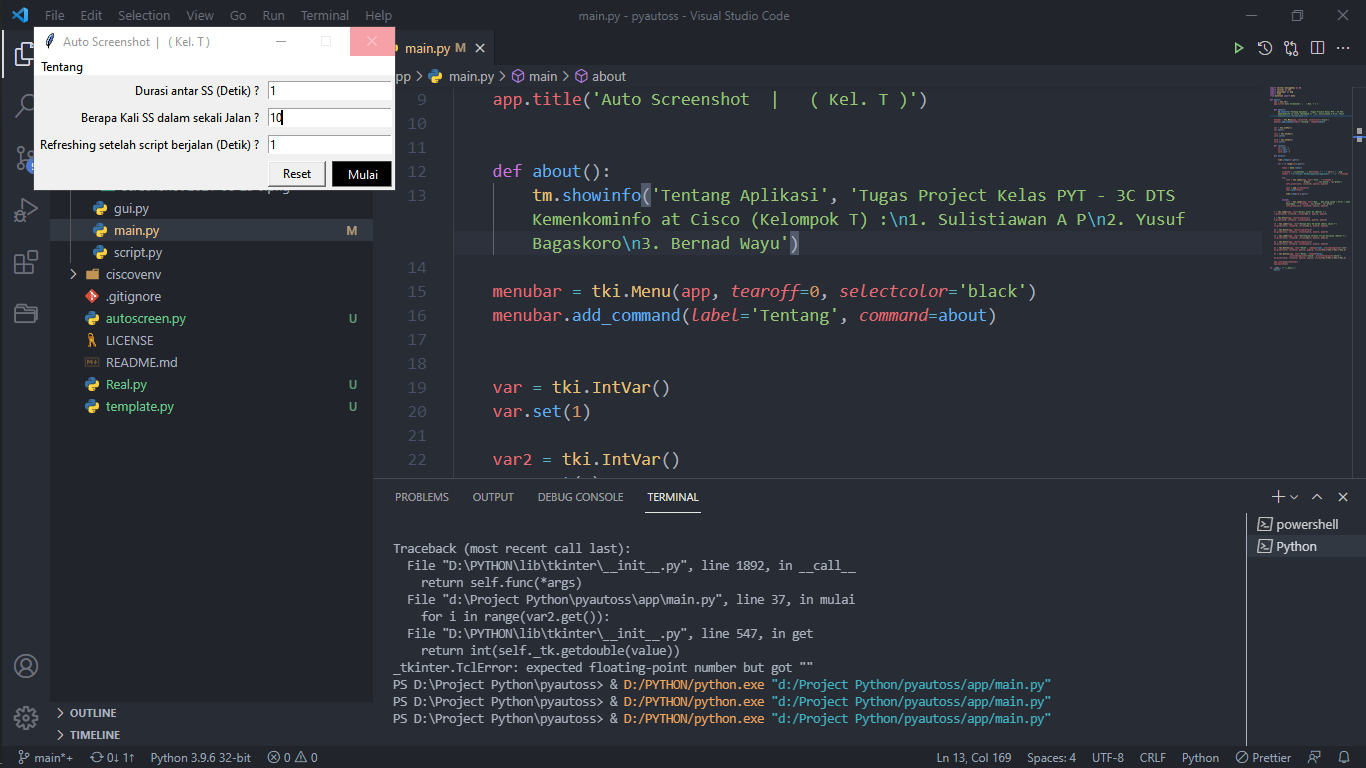 File Edit Selection View Go Run Terminal Help
main.py - pyautoss - Visual Studio Code
Auto Screenshot | ( Kel. T )
Tentang
Durasi antar SS (Detik) ? 1
Berapa Kali SS dalam sekali Jalan ? 10
Refreshing setelah script berjalan (Detik) ? 1
Reset Mulai
gui.py
main.py M
script.py
ciscovenv
.gitignore
autoscreen.py U
LICENSE
README.md
Real.py U
template.py U
OUTLINE
TIMELINE
main.py M
main.py > main > about
9 app.title('Auto Screenshot | ( Kel. T )')
10
11
12 def about():
13 tm.showinfo('Tentang Aplikasi', 'Tugas Project Kelas PYT - 3C DTS
Kemenkominfo at Cisco (Kelompok T) :\n1. Sulistiawan A P\n2. Yusuf
Bagaskoro\n3. Bernad Wayu')
14
15 menubar = tki.Menu(app, tearoff=0, selectcolor='black')
16 menubar.add_command(label='Tentang', command=about)
17
18
19 var = tki.IntVar()
20 var.set(1)
21
22 var2 = tki.IntVar()
PROBLEMS OUTPUT DEBUG CONSOLE TERMINAL
Traceback (most recent call last):
File "D:\PYTHON\lib\tkinter\__init__.py", line 1892, in __call__
return self.func(*args)
File "d:\Project Python\pyautoss\app\main.py", line 37, in mulai
for i in range(var2.get()):
File "D:\PYTHON\lib\tkinter\__init__.py", line 547, in get
return int(self._tk.getdouble(value))
_tkinter.TclError: expected floating-point number but got ""
PS D:\Project Python\pyautoss> & D:/PYTHON/python.exe "d:/Project Python/pyautoss/app/main.py"
PS D:\Project Python\pyautoss> & D:/PYTHON/python.exe "d:/Project Python/pyautoss/app/main.py"
PS D:\Project Python\pyautoss> & D:/PYTHON/python.exe "d:/Project Python/pyautoss/app/main.py"
powershell
Python
main*+ 0↓ 1↑ Python 3.9.6 32-bit 0 0 Ln 13, Col 169 Spaces: 4 UTF-8 CRLF Python Prettier